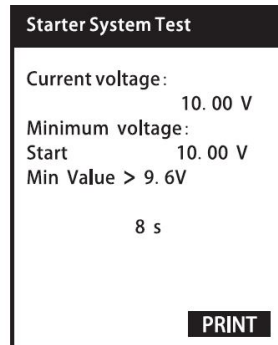 Starter System Test
Current voltage:
10. 00 V
Minimum voltage:
Start 10. 00 V
Min Value > 9. 6V
8 s
PRINT